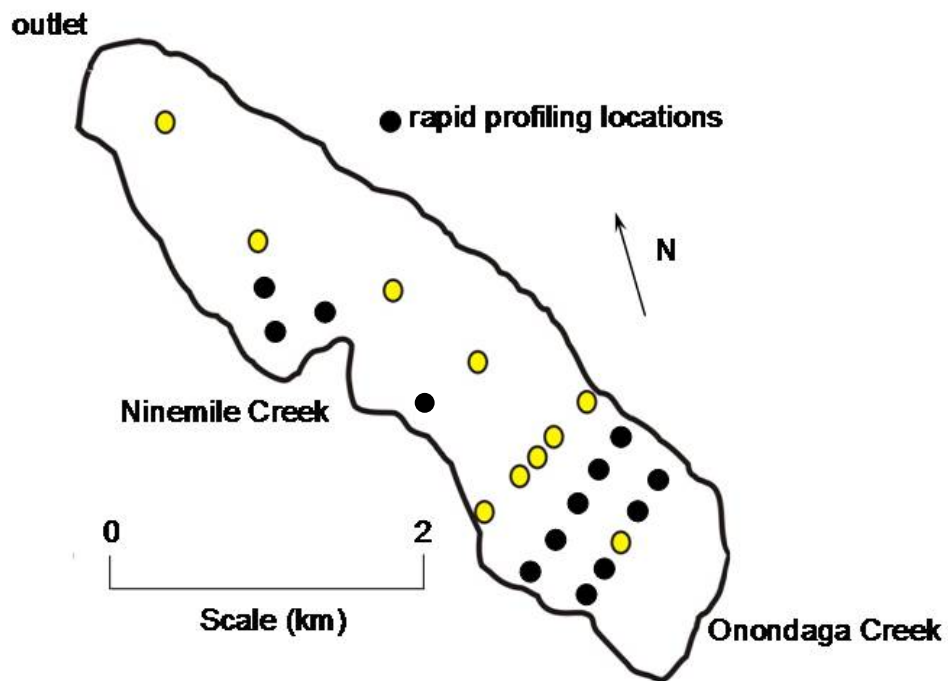 outlet
rapid profiling locations
N
Ninemile Creek
0 2
Scale (km)
Onondaga Creek